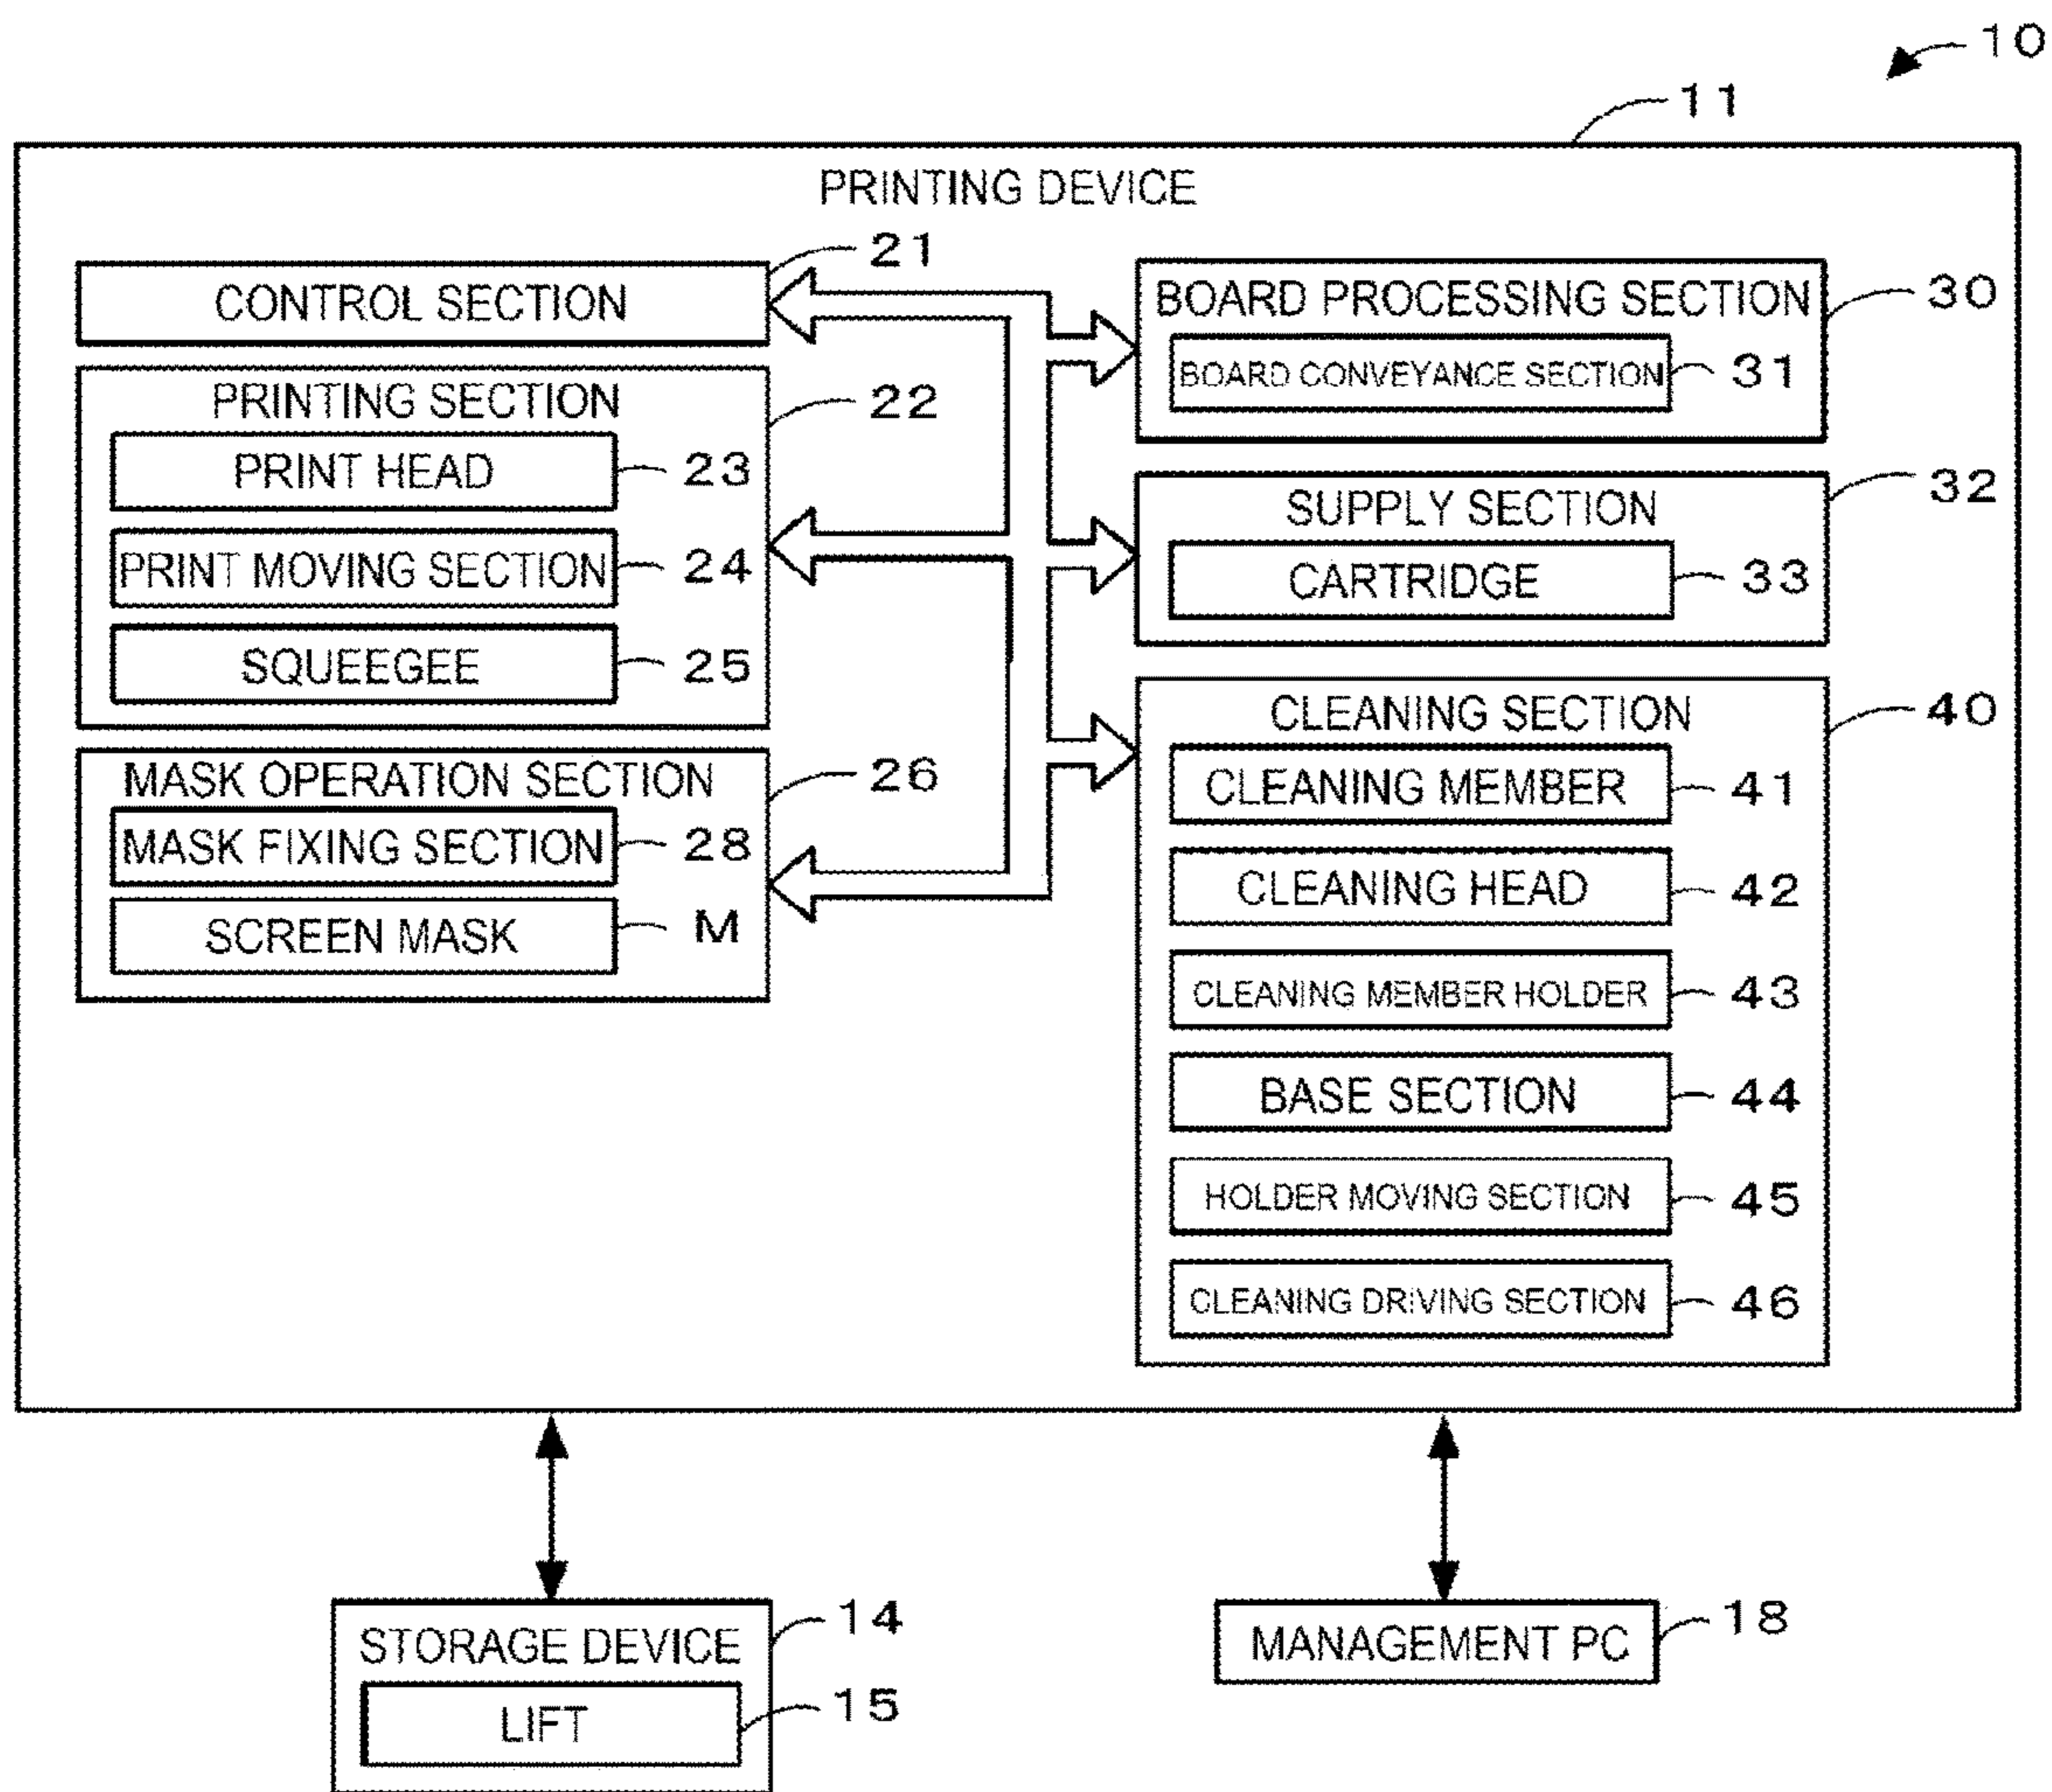 10
11
PRINTING DEVICE
CONTROL SECTION
21
PRINTING SECTION
22
PRINT HEAD
23
PRINT MOVING SECTION
24
SQUEEGEE
25
MASK OPERATION SECTION
26
MASK FIXING SECTION
28
SCREEN MASK
M
BOARD PROCESSING SECTION
30
BOARD CONVEYANCE SECTION
31
SUPPLY SECTION
32
CARTRIDGE
33
CLEANING SECTION
40
CLEANING MEMBER
41
CLEANING HEAD
42
CLEANING MEMBER HOLDER
43
BASE SECTION
44
HOLDER MOVING SECTION
45
CLEANING DRIVING SECTION
46
STORAGE DEVICE
14
LIFT
15
MANAGEMENT PC
18